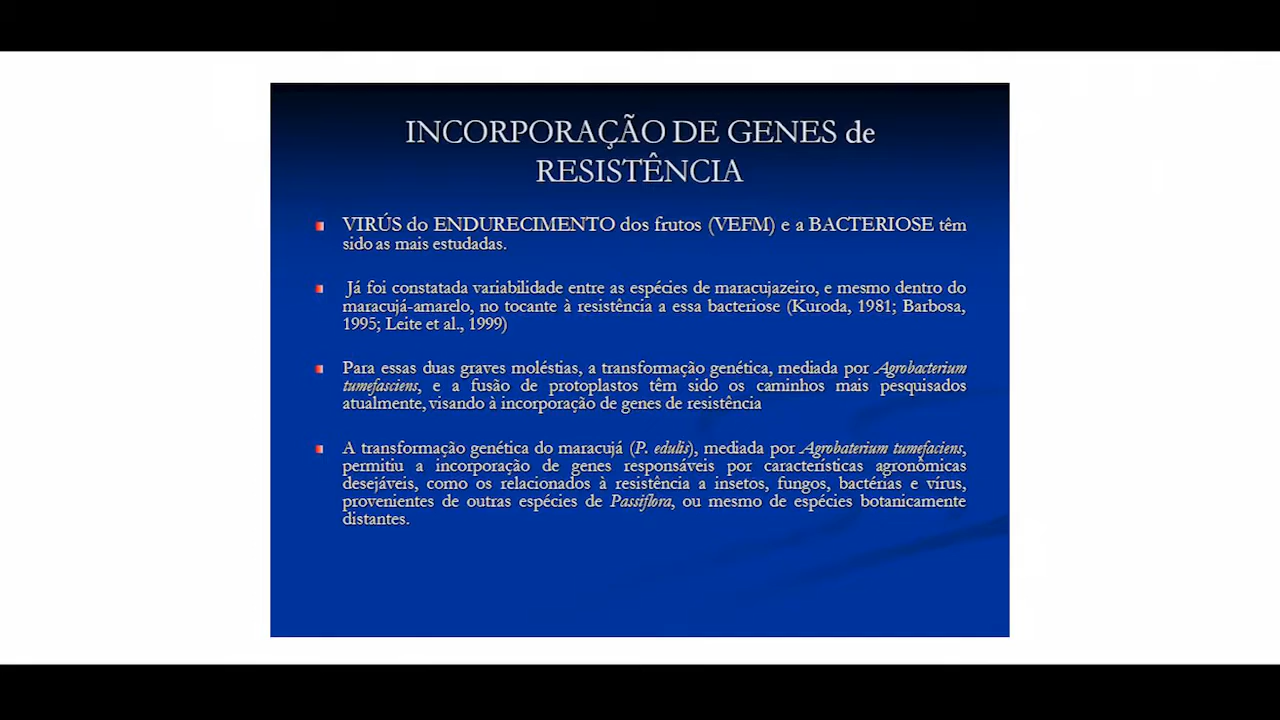 INCORPORAÇÃO DE GENES de
RESISTÊNCIA
VIRÚS do ENDURECIMENTO dos frutos (VEFM) e a BACTERIOSE têm
sido as mais estudadas.
Já foi constatada variabilidade entre as espécies de maracujazeiro, e mesmo dentro do
maracujá-amarelo, no tocante à resistência a essa bacteriose (Kuroda, 1981; Barbosa,
1995; Leite et al., 1999)
Para essas duas graves moléstias, a transformação genética, mediada por Agrobacterium
tumefasciens, e a fusão de protoplastos têm sido os caminhos mais pesquisados
atualmente, visando à incorporação de genes de resistência
A transformação genética do maracujá (P. edulis), mediada por Agrobaterium tumefaciens,
permitiu a incorporação de genes responsáveis por características agronômicas
desejáveis, como os relacionados à resistência a insetos, fungos, bactérias e vírus,
provenientes de outras espécies de Passiflora, ou mesmo de espécies botanicamente
distantes.